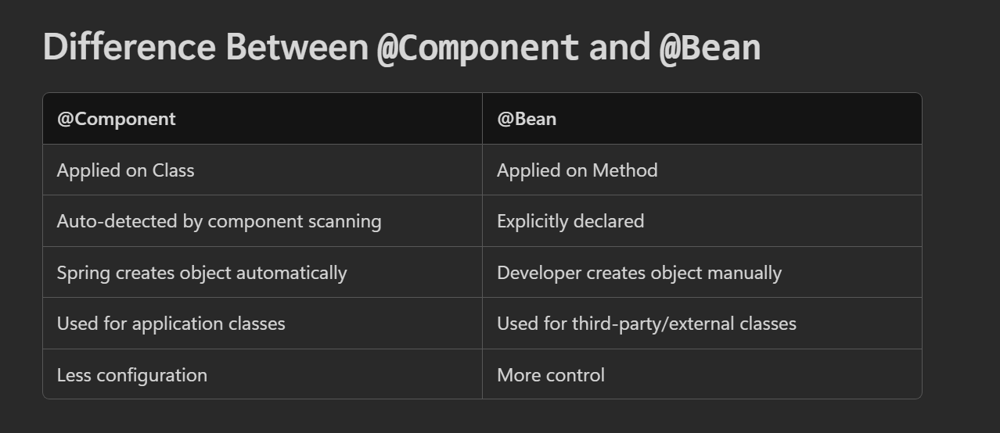 Difference Between @Component and @Bean
@Component @Bean
Applied on Class Applied on Method
Auto-detected by component scanning Explicitly declared
Spring creates object automatically Developer creates object manually
Used for application classes Used for third-party/external classes
Less configuration More control